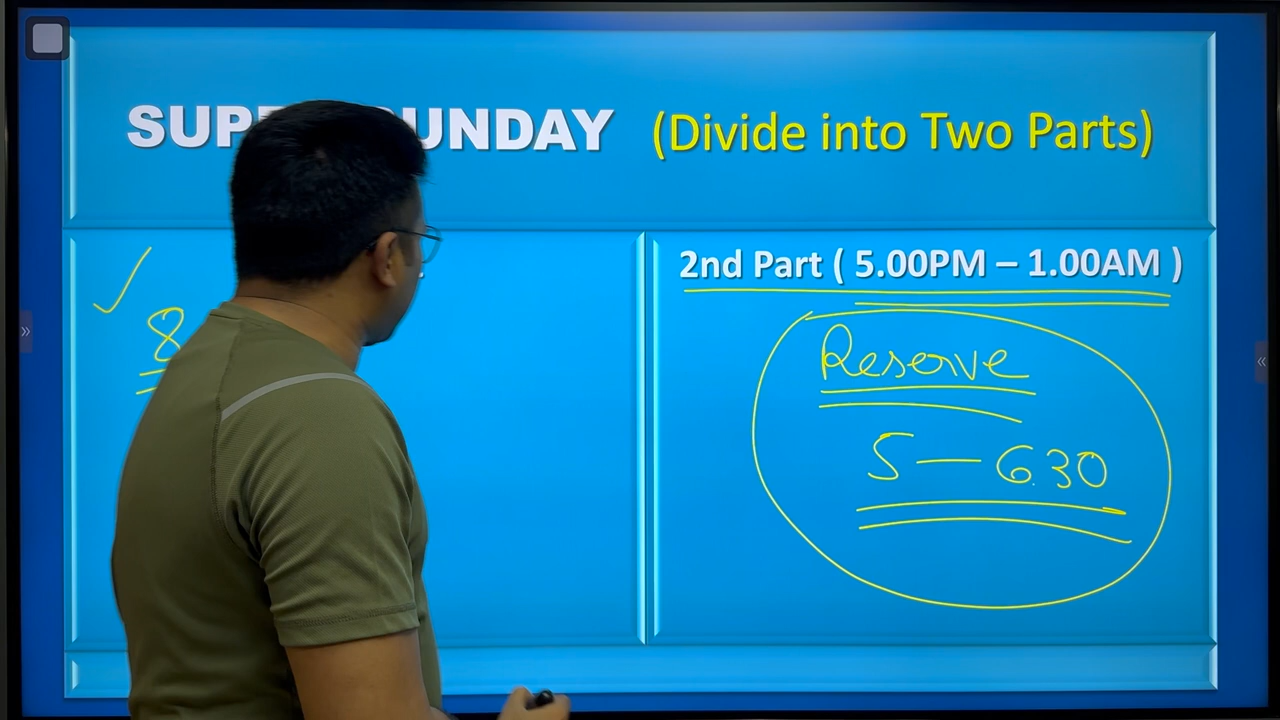 SUP UNDAY (Divide into Two Parts)
8
2nd Part ( 5.00PM – 1.00AM )
Reserve
5 — 6.30